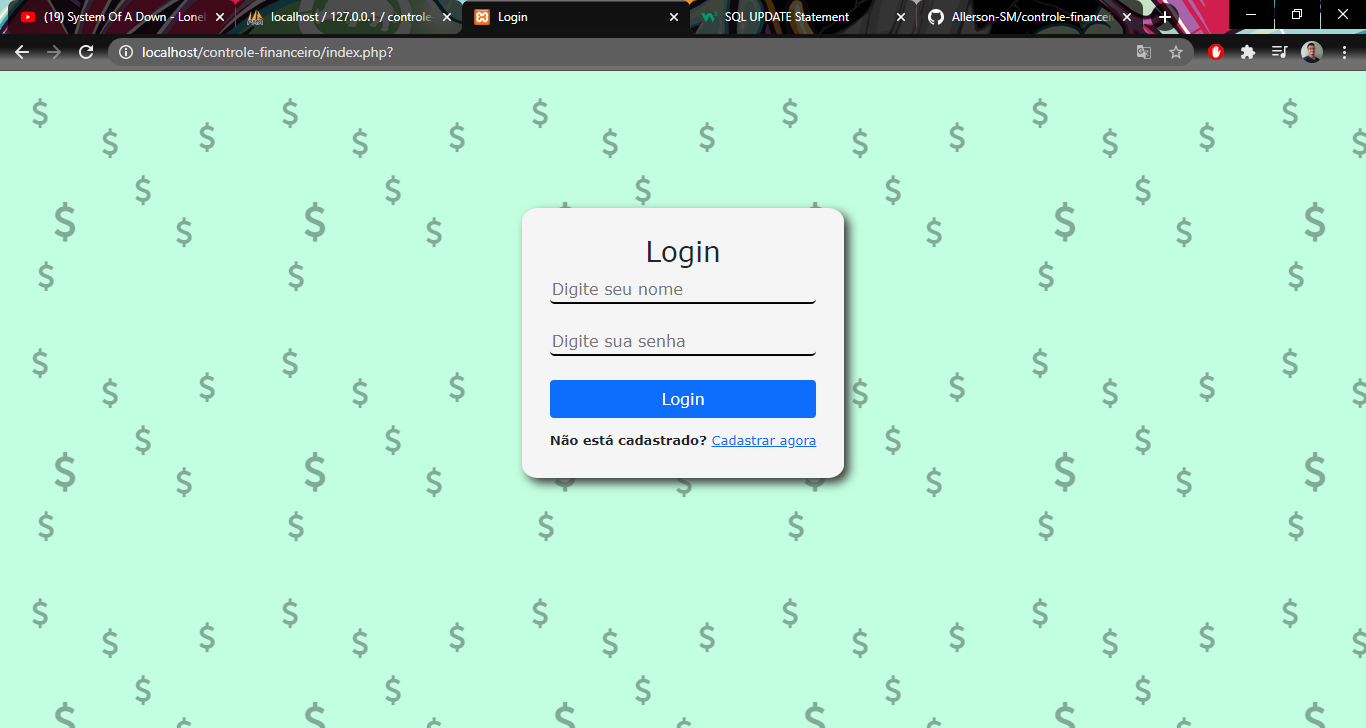 (19) System Of A Down - Lonel
localhost / 127.0.0.1 / controle-
Login
SQL UPDATE Statement
Allerson-SM/controle-financei
localhost/controle-financeiro/index.php?
Login
Digite seu nome
Digite sua senha
Login
Não está cadastrado? Cadastrar agora